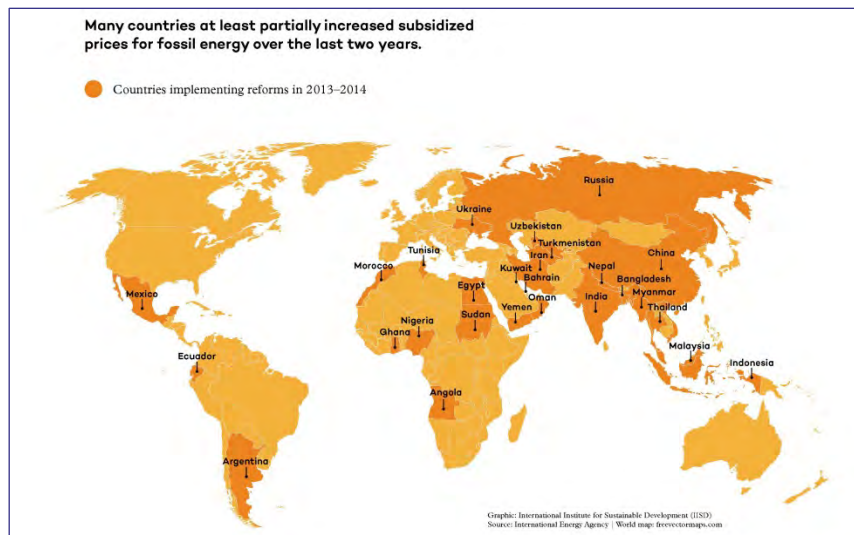 Many countries at least partially increased subsidized
prices for fossil energy over the last two years.
Countries implementing reforms in 2013–2014
Russia
Ukraine
Uzbekistan
Turkmenistan
Tunisia
Iran
China
Morocco
Kuwait
Nepal
Bahrain
Bangladesh
Mexico
Egypt
Oman
Myanmar
India
Nigeria
Sudan
Yemen
Thailand
Ghana
Ecuador
Malaysia
Indonesia
Angola
Argentina
Graphic: International Institute for Sustainable Development (IISD)
Source: International Energy Agency | World map: freevectormaps.com